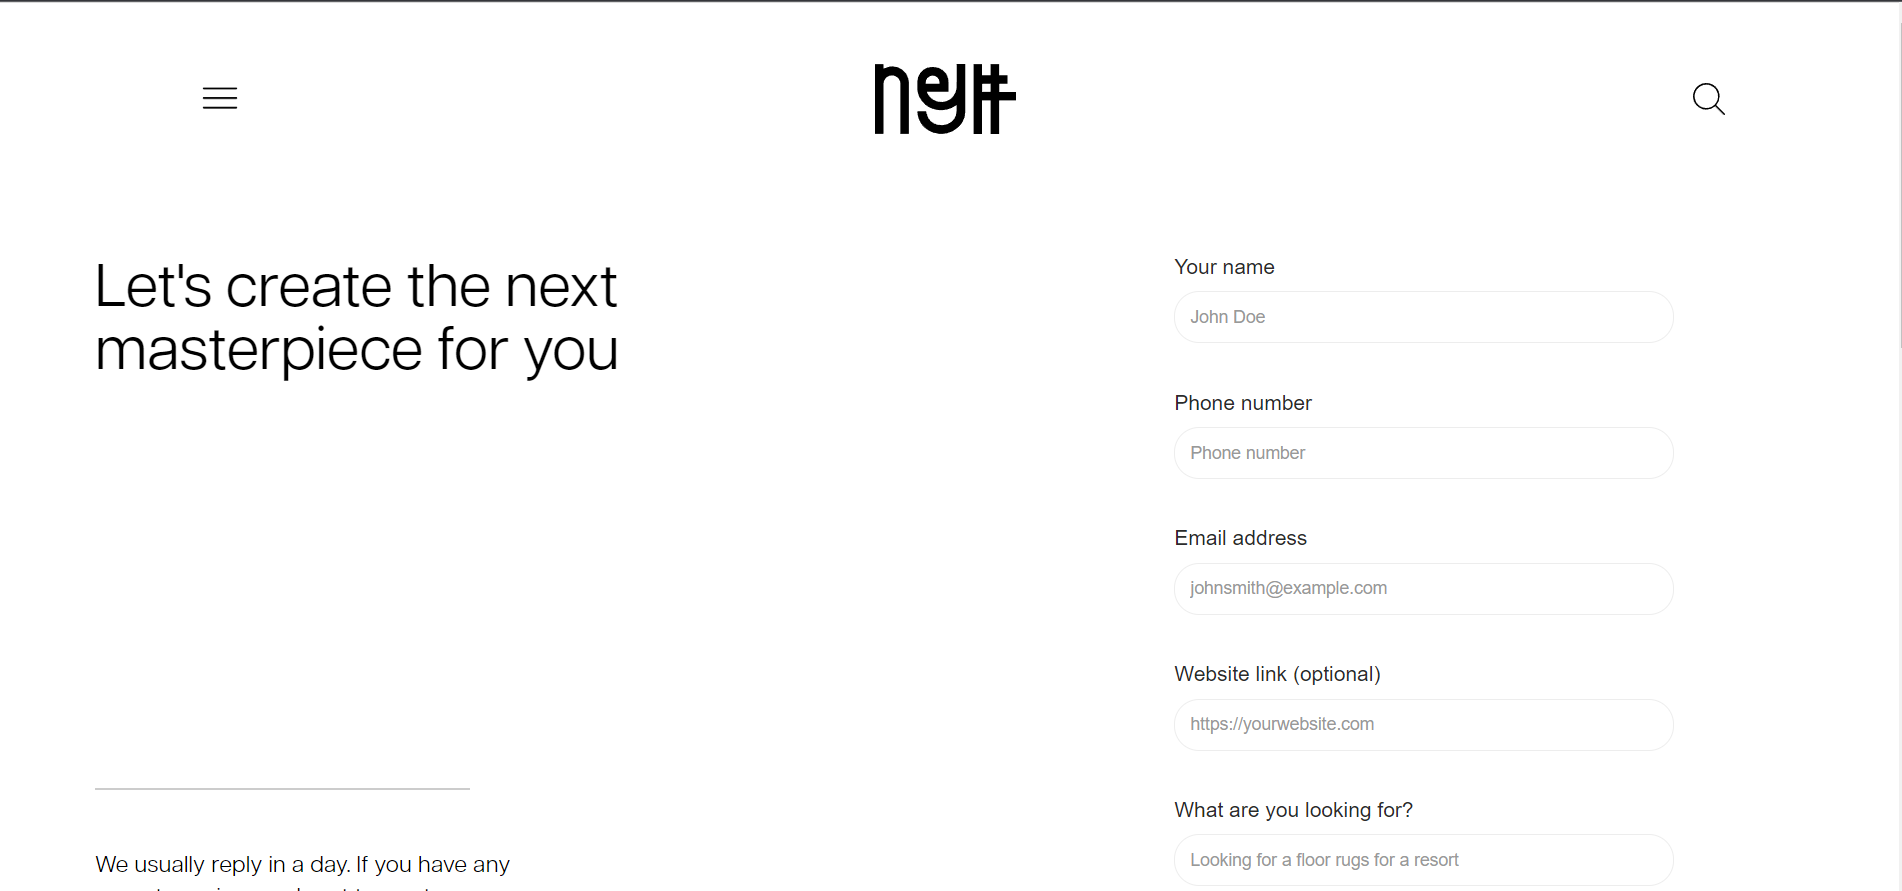 neytt
Let's create the next
masterpiece for you
Your name
John Doe
Phone number
Phone number
Email address
johnsmith@example.com
Website link (optional)
https://yourwebsite.com
What are you looking for?
Looking for a floor rugs for a resort
We usually reply in a day. If you have any